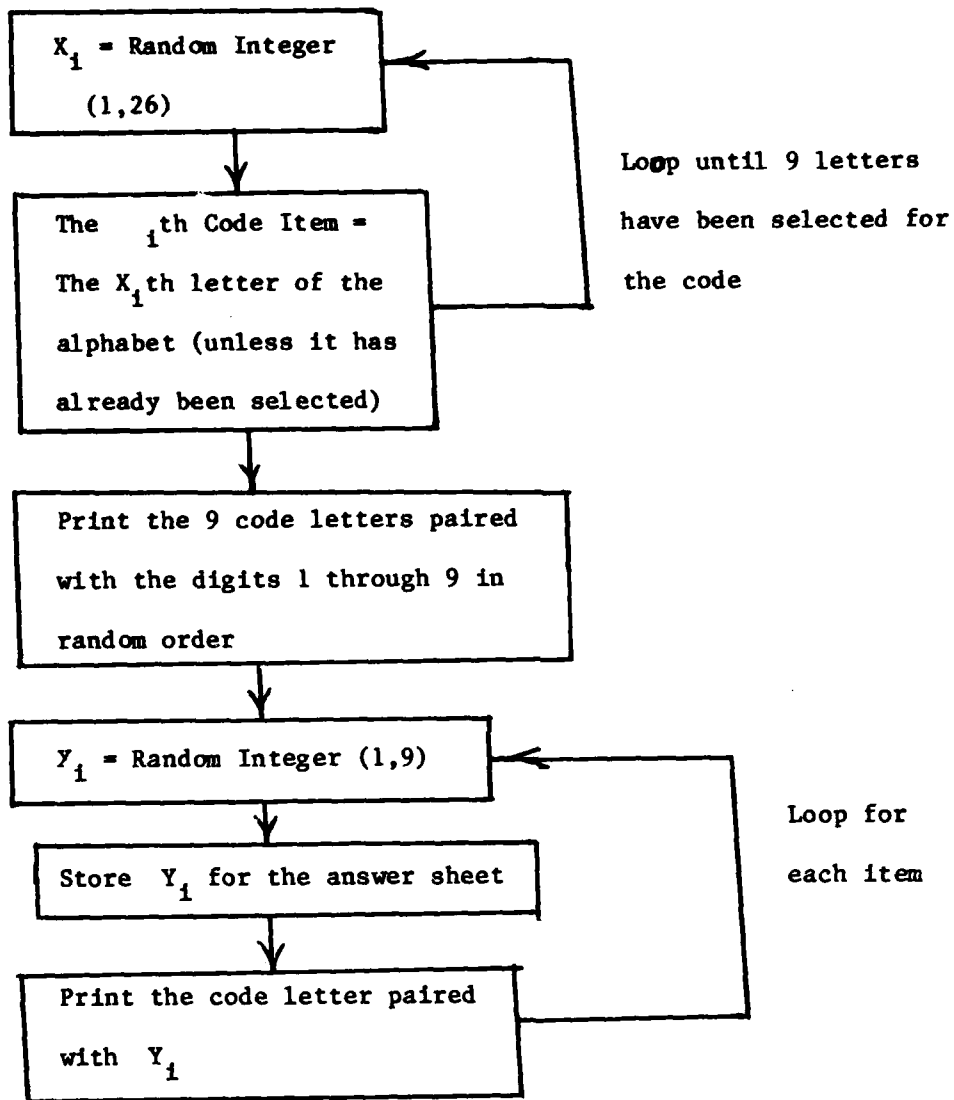 X_i = Random Integer
(1,26)
Loop until 9 letters
have been selected for
the code
The i th Code Item =
The X_i th letter of the
alphabet (unless it has
already been selected)
Print the 9 code letters paired
with the digits 1 through 9 in
random order
Y_i = Random Integer (1,9)
Loop for
each item
Store Y_i for the answer sheet
Print the code letter paired
with Y_i